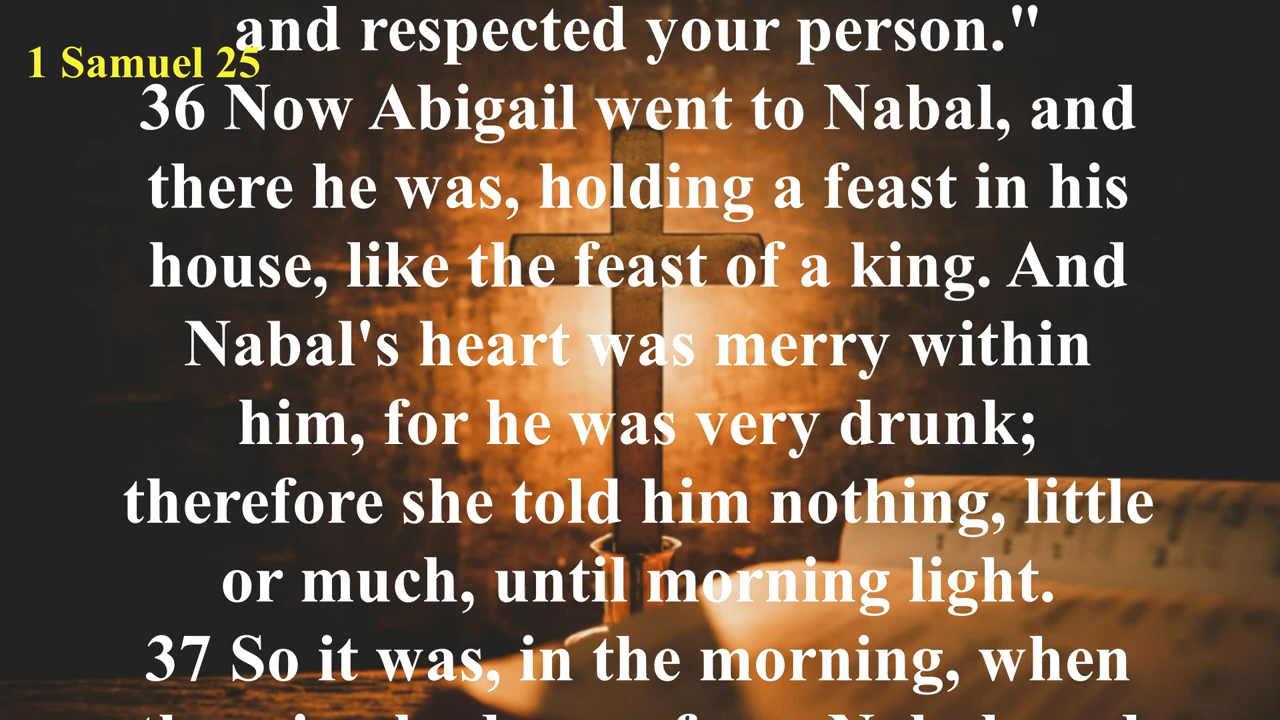 and respected your person."
1 Samuel 25
36 Now Abigail went to Nabal, and
there he was, holding a feast in his
house, like the feast of a king. And
Nabal's heart was merry within
him, for he was very drunk;
therefore she told him nothing, little
or much, until morning light.
37 So it was, in the morning, when